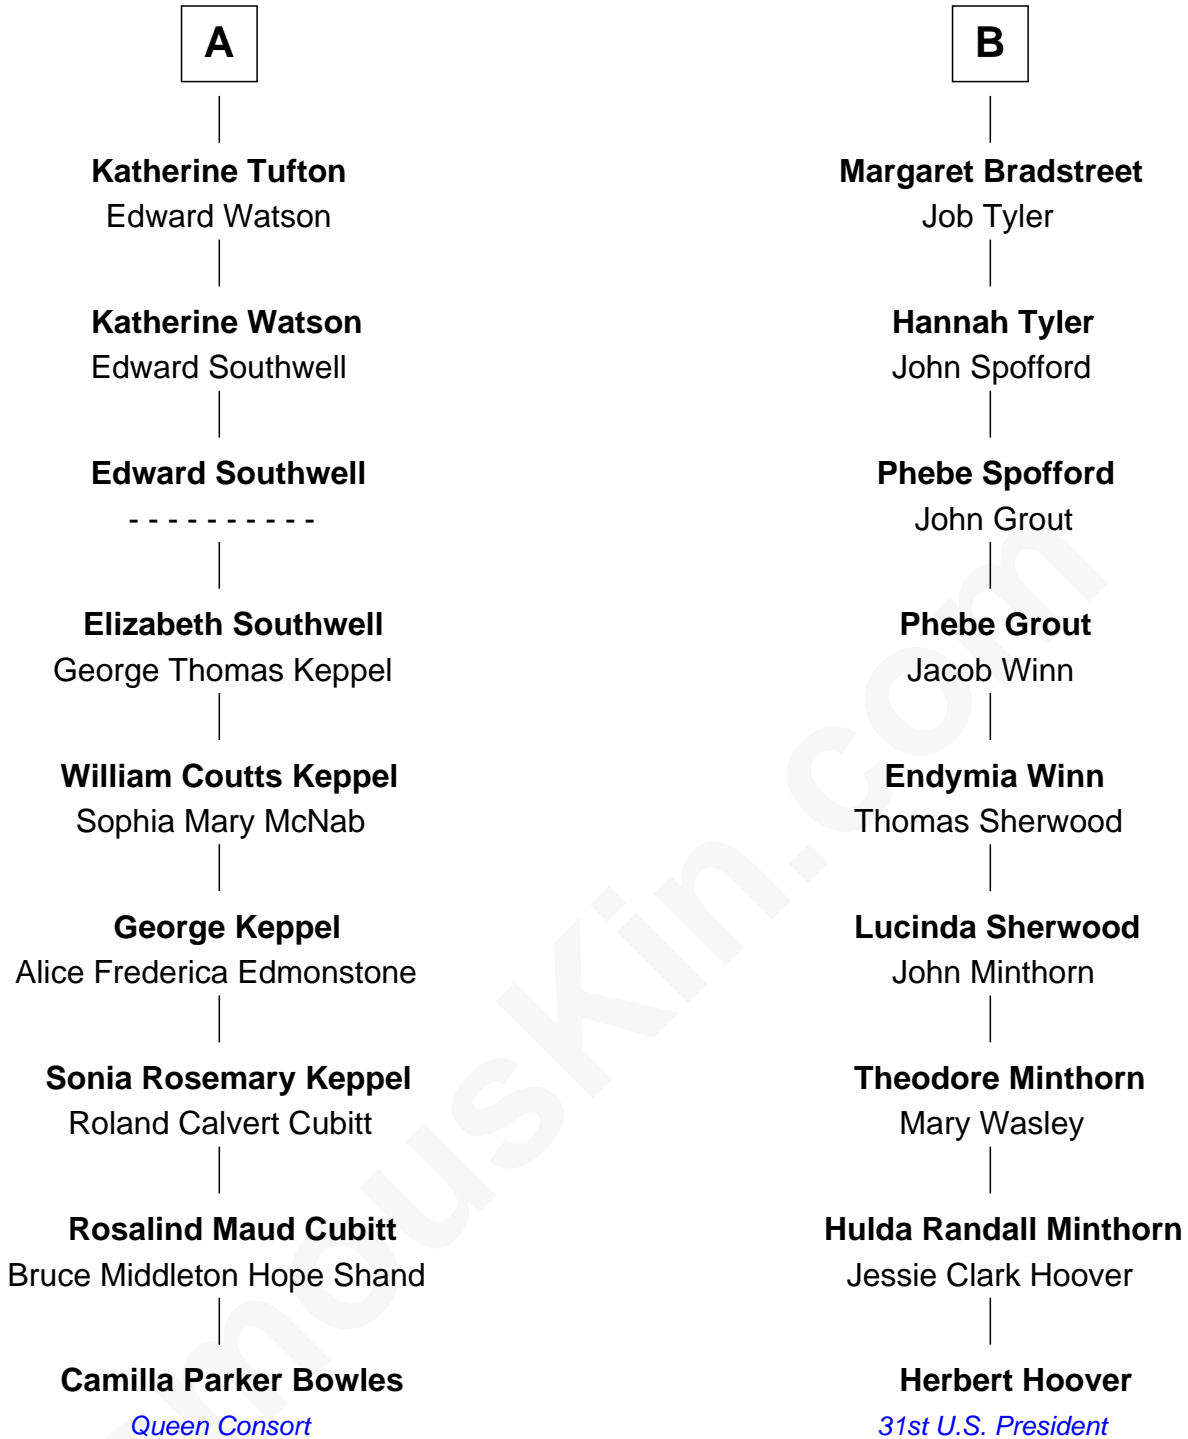 A
Katherine Tufton
Edward Watson
Katherine Watson
Edward Southwell
Edward Southwell
- - - - - - - - - -
Elizabeth Southwell
George Thomas Keppel
William Coutts Keppel
Sophia Mary McNab
George Keppel
Alice Frederica Edmonstone
Sonia Rosemary Keppel
Roland Calvert Cubitt
Rosalind Maud Cubitt
Bruce Middleton Hope Shand
Camilla Parker Bowles
Queen Consort
B
Margaret Bradstreet
Job Tyler
Hannah Tyler
John Spofford
Phebe Spofford
John Grout
Phebe Grout
Jacob Winn
Endymia Winn
Thomas Sherwood
Lucinda Sherwood
John Minthorn
Theodore Minthorn
Mary Wasley
Hulda Randall Minthorn
Jessie Clark Hoover
Herbert Hoover
31st U.S. President
mousKin.com